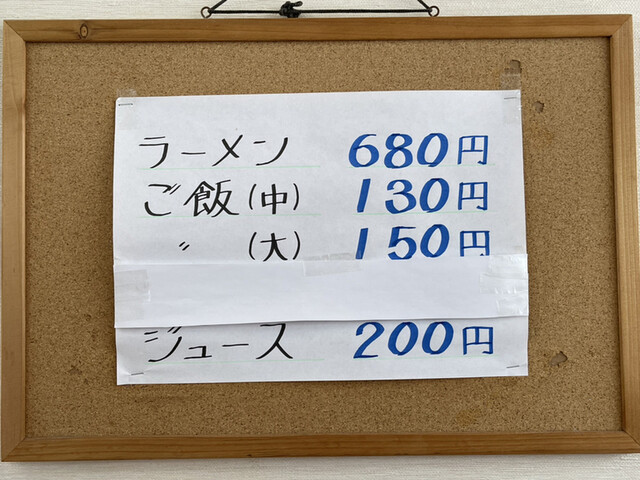 ラーメン 680円
ご飯(中) 130円
〃 (大) 150円
ジュース 200円